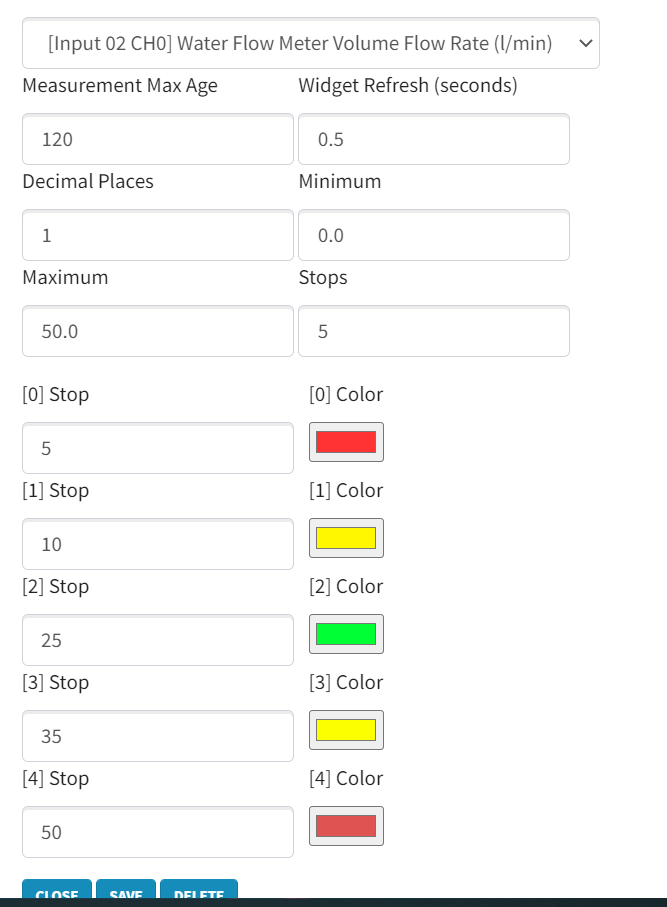 [Input 02 CH0] Water Flow Meter Volume Flow Rate (l/min)
Measurement Max Age Widget Refresh (seconds)
120 0.5
Decimal Places Minimum
1 0.0
Maximum Stops
50.0 5
[0] Stop [0] Color
5
[1] Stop [1] Color
10
[2] Stop [2] Color
25
[3] Stop [3] Color
35
[4] Stop [4] Color
50
CLOSE SAVE DELETE